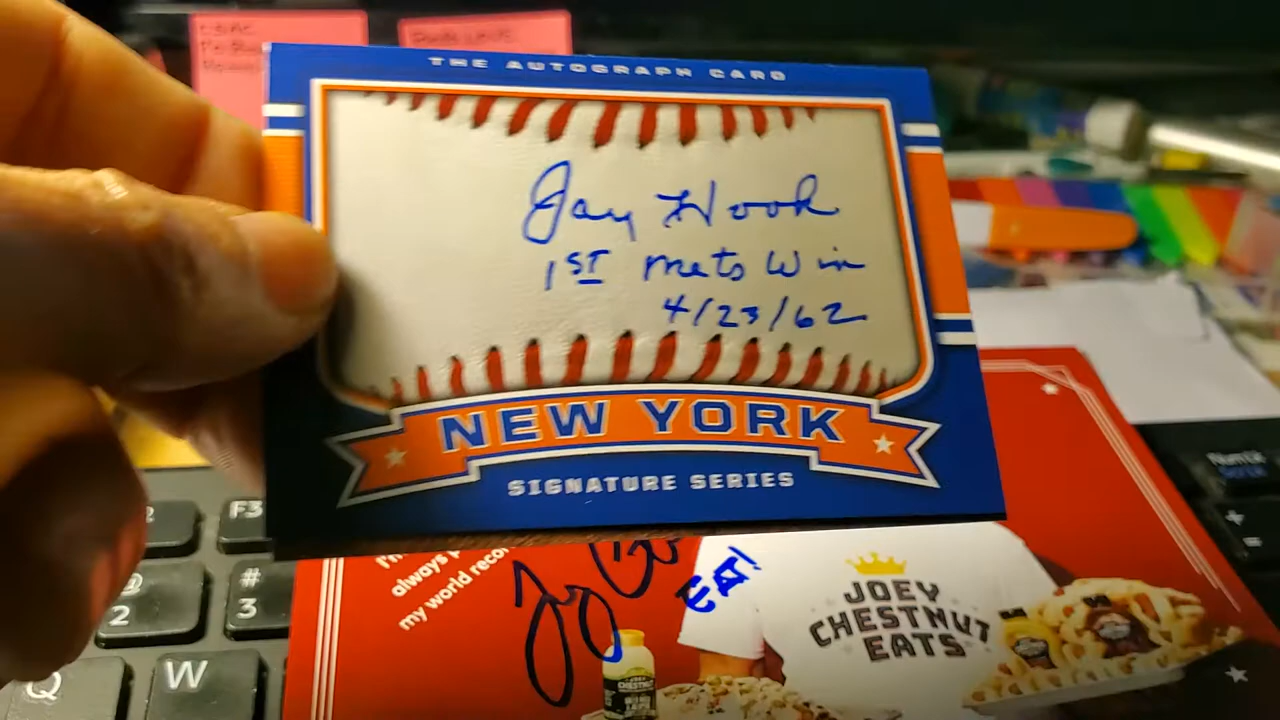 THE AUTOGRAPH CARD
Jay Hook
1ST Mets Win
4/23/62
NEW YORK
SIGNATURE SERIES
F3
@
2
#
3
Q
W
always
my world
EAT!
JOEY
CHESTNUT
EATS
CHESTNUT